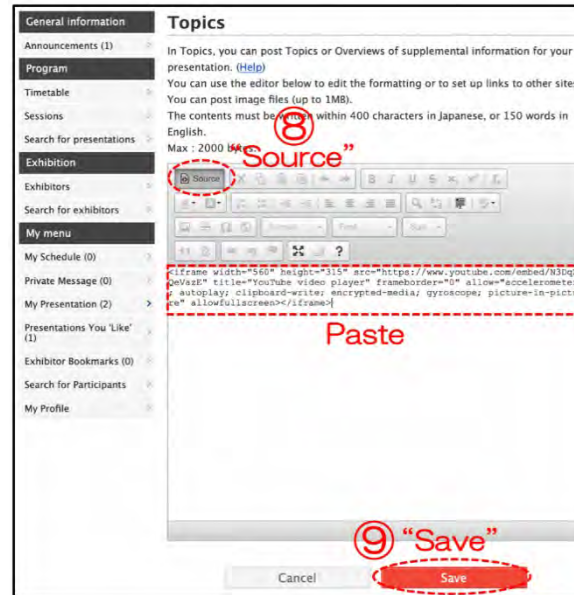 General information
Announcements (1)
Program
Timetable
Sessions
Search for presentations
Exhibition
Exhibitors
Search for exhibitors
My menu
My Schedule (0)
Private Message (0)
My Presentation (2)
Presentations You 'Like'
(1)
Exhibitor Bookmarks (0)
Search for Participants
My Profile
Topics
In Topics, you can post Topics or Overviews of supplemental information for your
presentation. (Help)
You can use the editor below to edit the formatting or to set up links to other sites
You can post image files (up to 1MB).
The contents must be written within 400 characters in Japanese, or 150 words in
English.
Max : 2000 bytes.
⑧
"Source"
Source
?
<iframe width="560" height="315" src="https://www.youtube.com/embed/
title="YouTube video player" frameborder="0" allow="accelerometer
; autoplay; clipboard-write; encrypted-media; gyroscope; picture-in-pictu
re" allowfullscreen></iframe>
Paste
⑨ "Save"
Cancel
Save